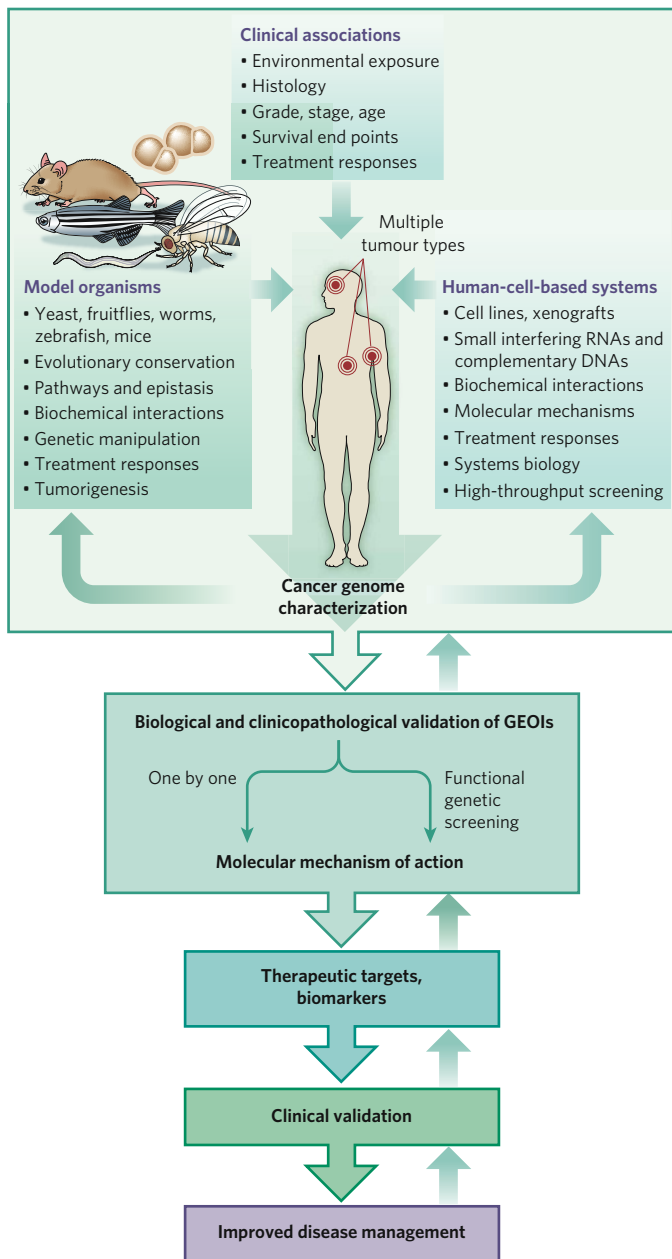 Clinical associations
• Environmental exposure
• Histology
• Grade, stage, age
• Survival end points
• Treatment responses
Multiple
tumour types
Model organisms
• Yeast, fruitflies, worms,
zebrafish, mice
• Evolutionary conservation
• Pathways and epistasis
• Biochemical interactions
• Genetic manipulation
• Treatment responses
• Tumorigenesis
Human-cell-based systems
• Cell lines, xenografts
• Small interfering RNAs and
complementary DNAs
• Biochemical interactions
• Molecular mechanisms
• Treatment responses
• Systems biology
• High-throughput screening
Cancer genome
characterization
Biological and clinicopathological validation of GEOIs
One by one
Functional
genetic
screening
Molecular mechanism of action
Therapeutic targets,
biomarkers
Clinical validation
Improved disease management